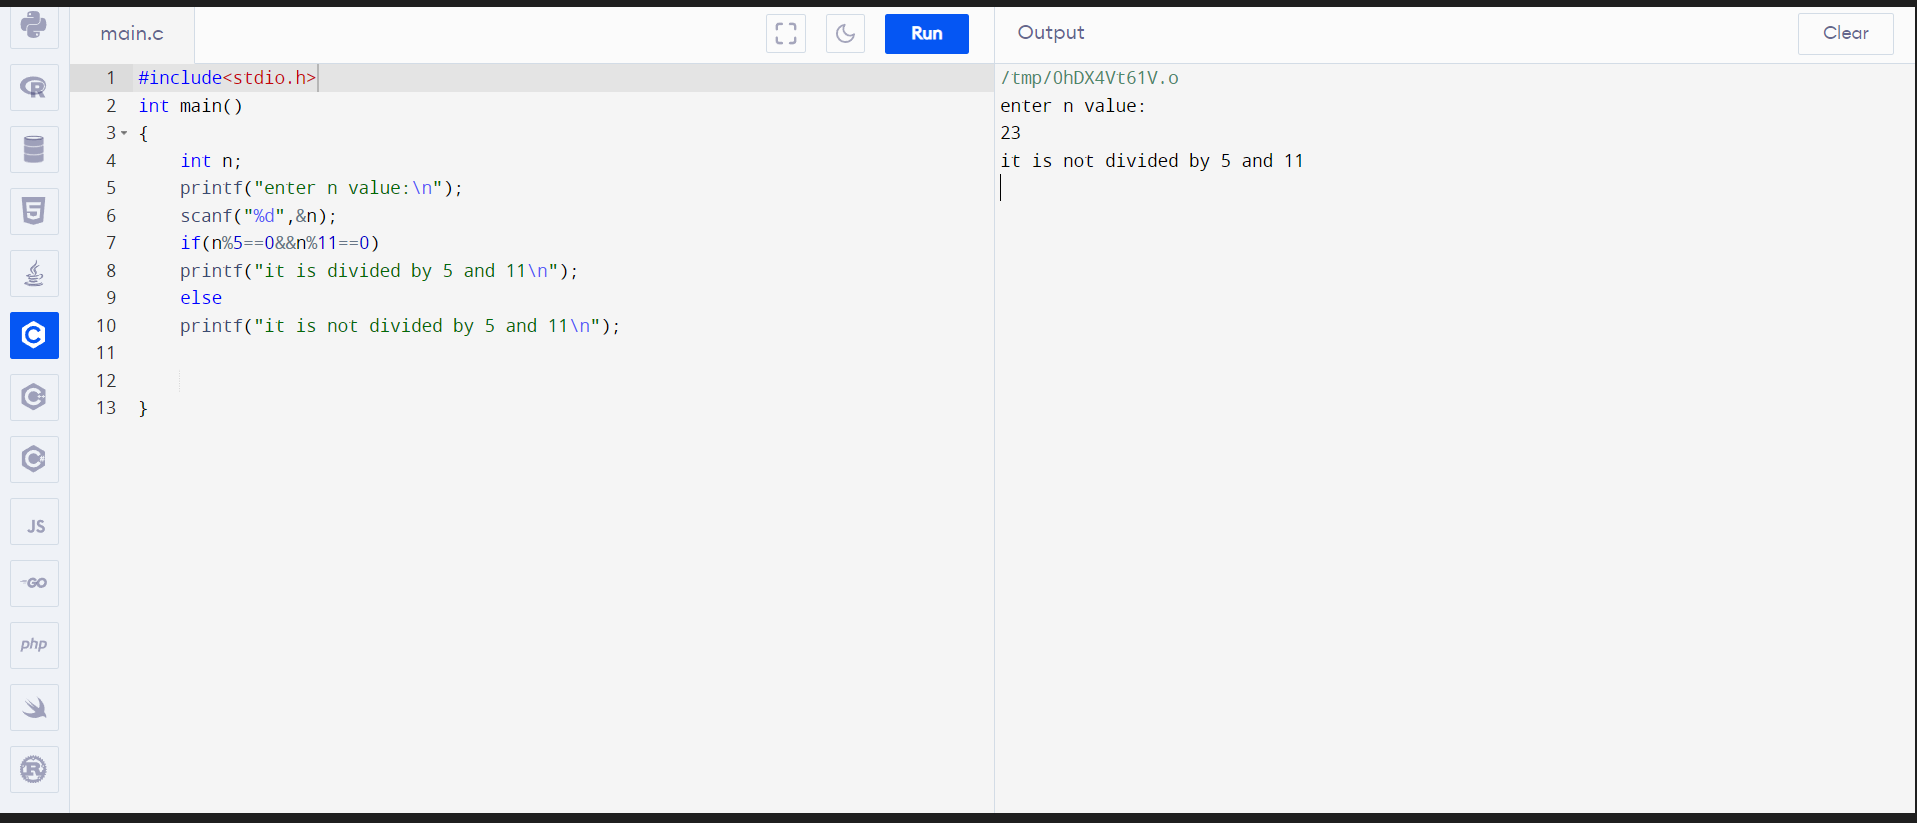 main.c
Run
Output
Clear
1 #include<stdio.h>
2 int main()
3 {
4     int n;
5     printf("enter n value:\n");
6     scanf("%d",&n);
7     if(n%5==0&&n%11==0)
8     printf("it is divided by 5 and 11\n");
9     else
10     printf("it is not divided by 5 and 11\n");
11
12
13 }
/tmp/0hDX4Vt61V.o
enter n value:
23
it is not divided by 5 and 11
R
5
C
C
C
JS
GO
php
R